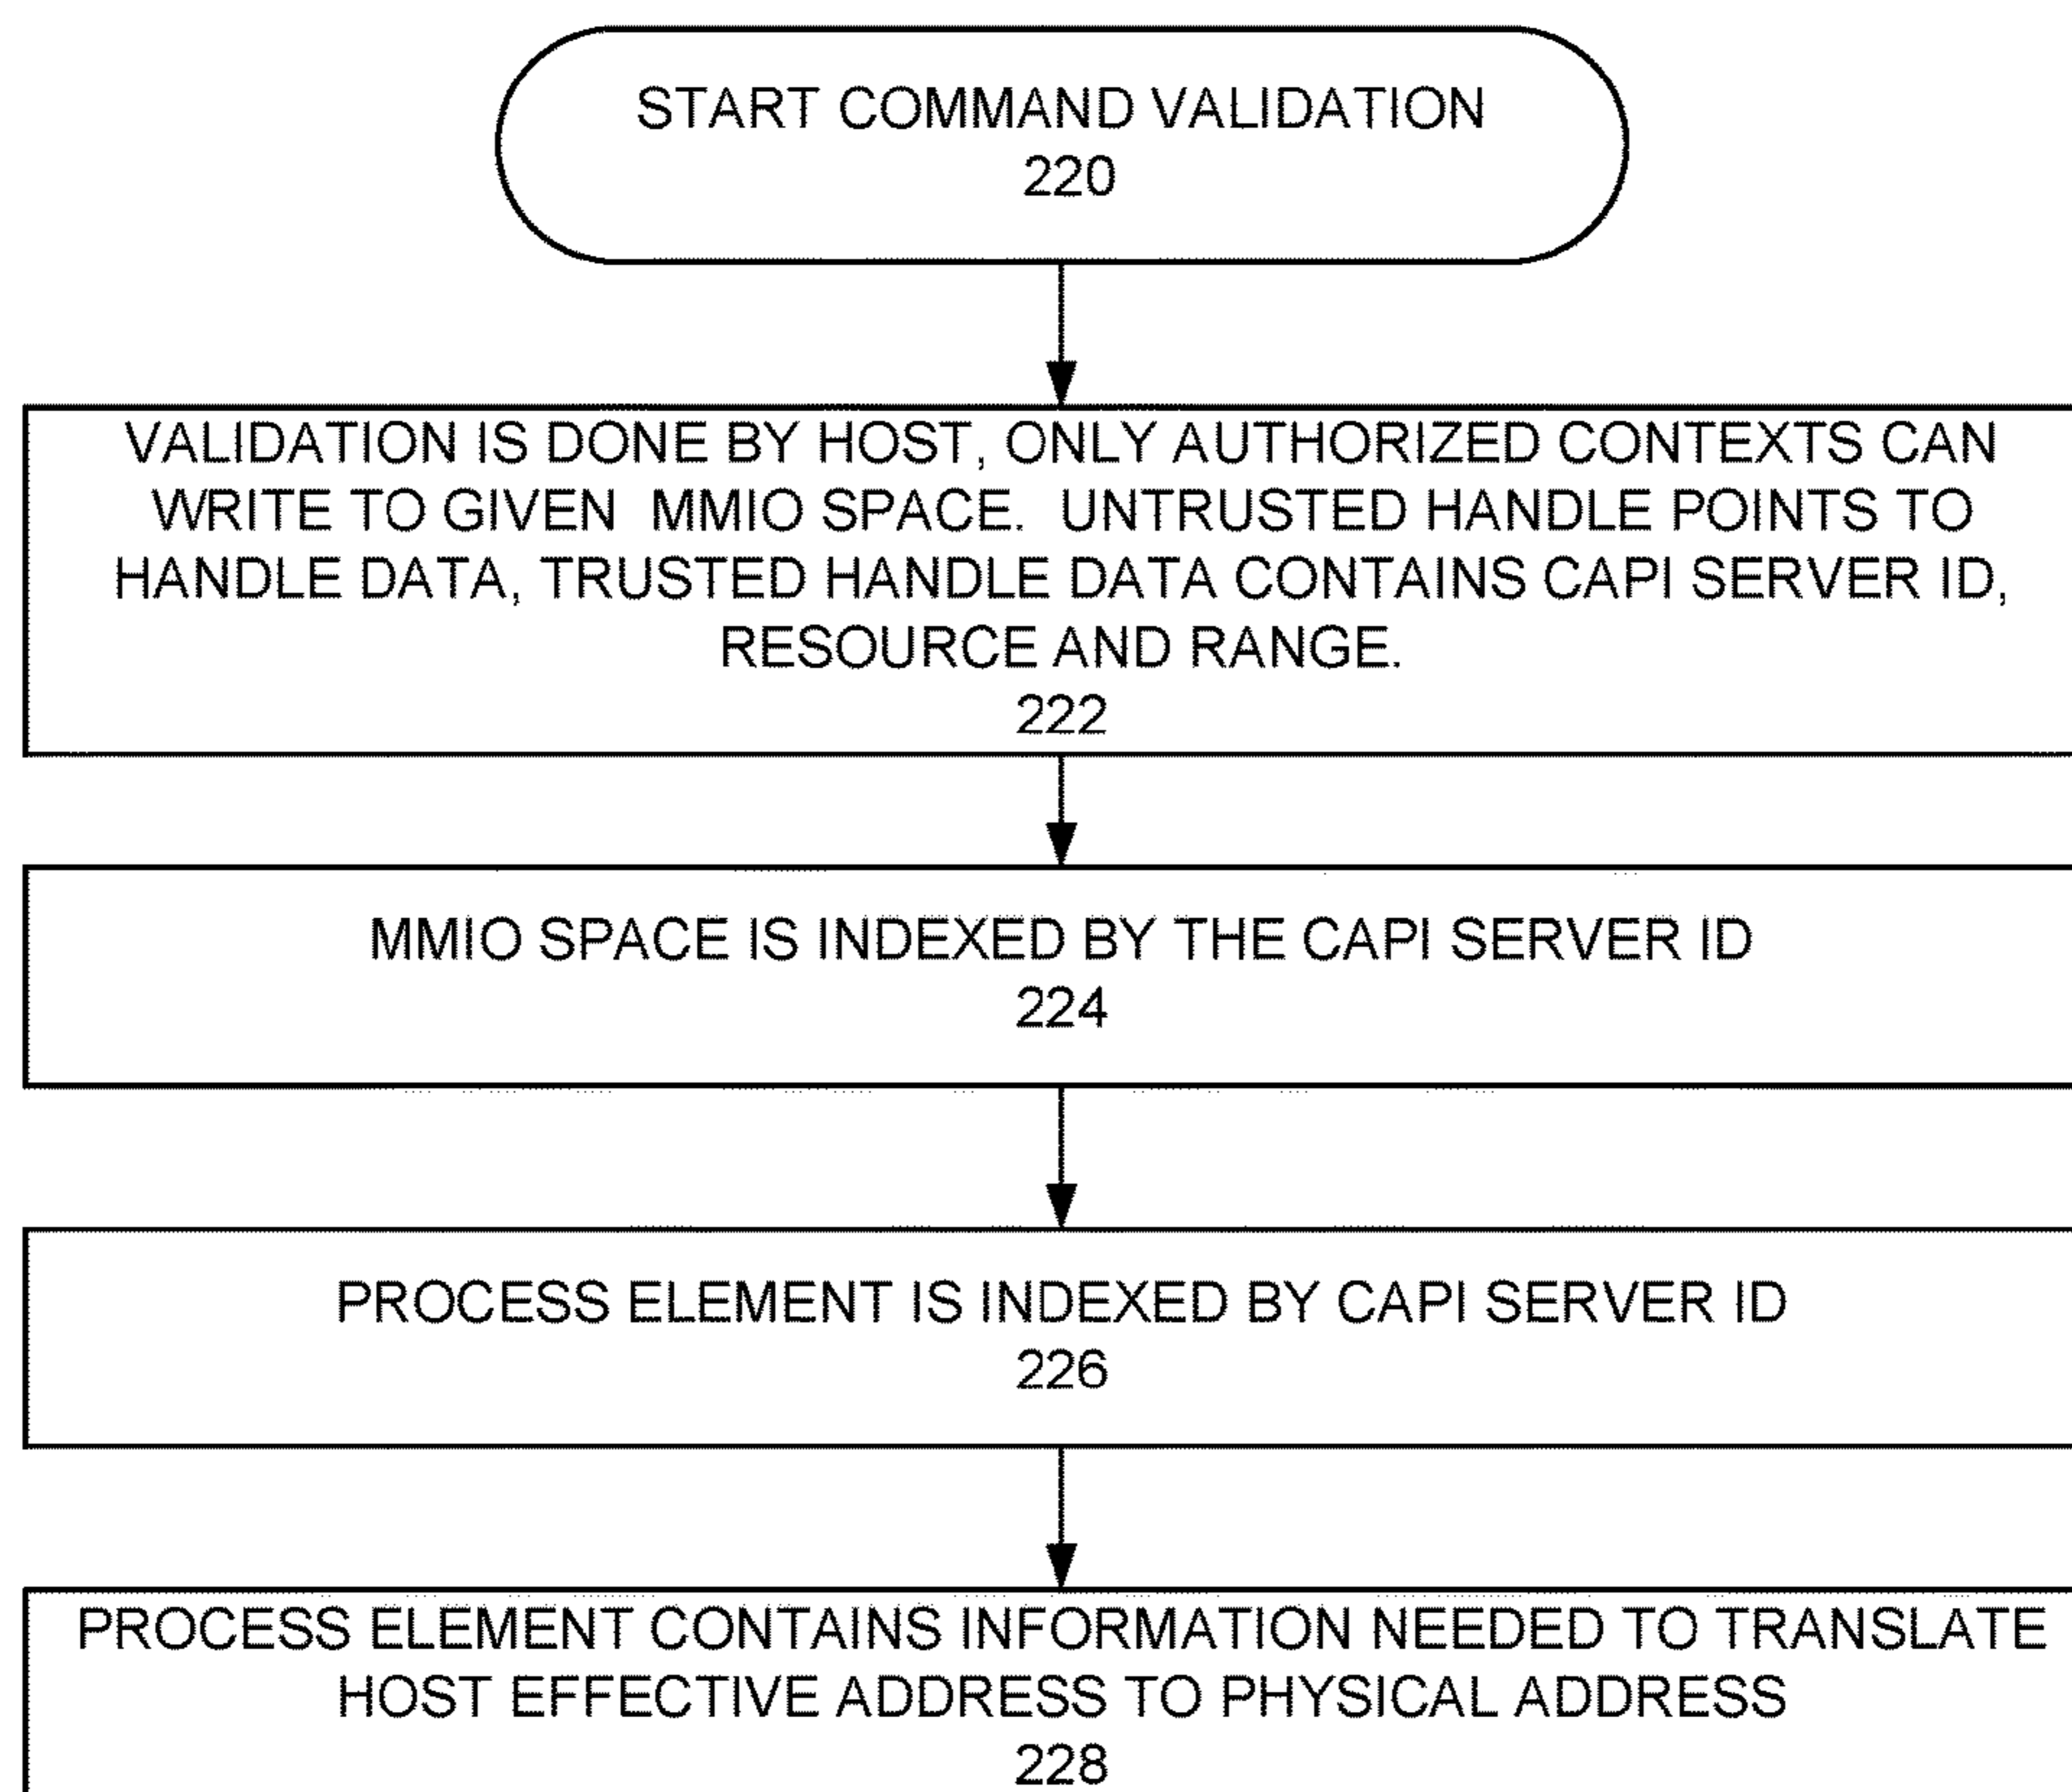 START COMMAND VALIDATION
220
VALIDATION IS DONE BY HOST, ONLY AUTHORIZED CONTEXTS CAN
WRITE TO GIVEN MMIO SPACE. UNTRUSTED HANDLE POINTS TO
HANDLE DATA, TRUSTED HANDLE DATA CONTAINS CAPI SERVER ID,
RESOURCE AND RANGE.
222
MMIO SPACE IS INDEXED BY THE CAPI SERVER ID
224
PROCESS ELEMENT IS INDEXED BY CAPI SERVER ID
226
PROCESS ELEMENT CONTAINS INFORMATION NEEDED TO TRANSLATE
HOST EFFECTIVE ADDRESS TO PHYSICAL ADDRESS
228